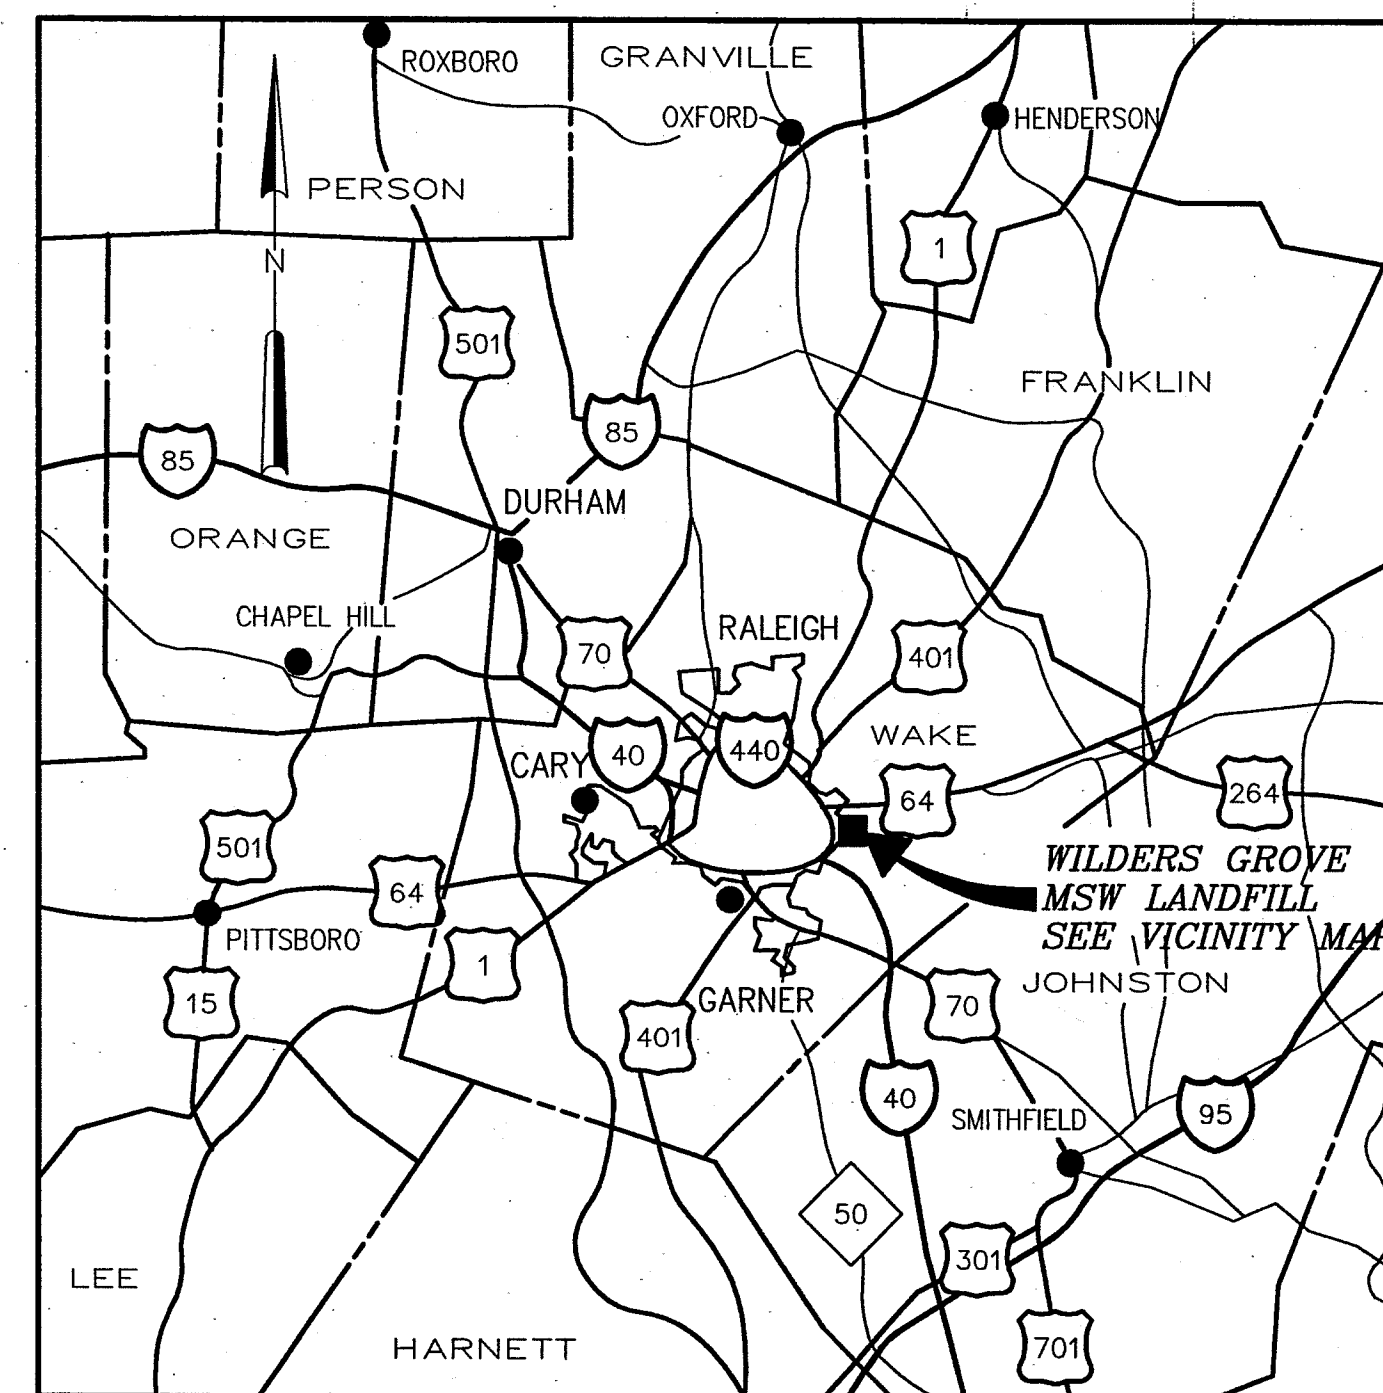 ROXBORO
GRANVILLE
OXFORD
HENDERSON
PERSON
1
N
501
FRANKLIN
85
85
DURHAM
ORANGE
CHAPEL HILL
RALEIGH
70
401
WAKE
CARY
40
440
64
264
501
WILDERS GROVE
MSW LANDFILL
SEE VICINITY
64
PITTSBORO
1
JOHNSTON
15
GARNER
70
401
40
SMITHFIELD
95
50
301
LEE
HARNETT
701